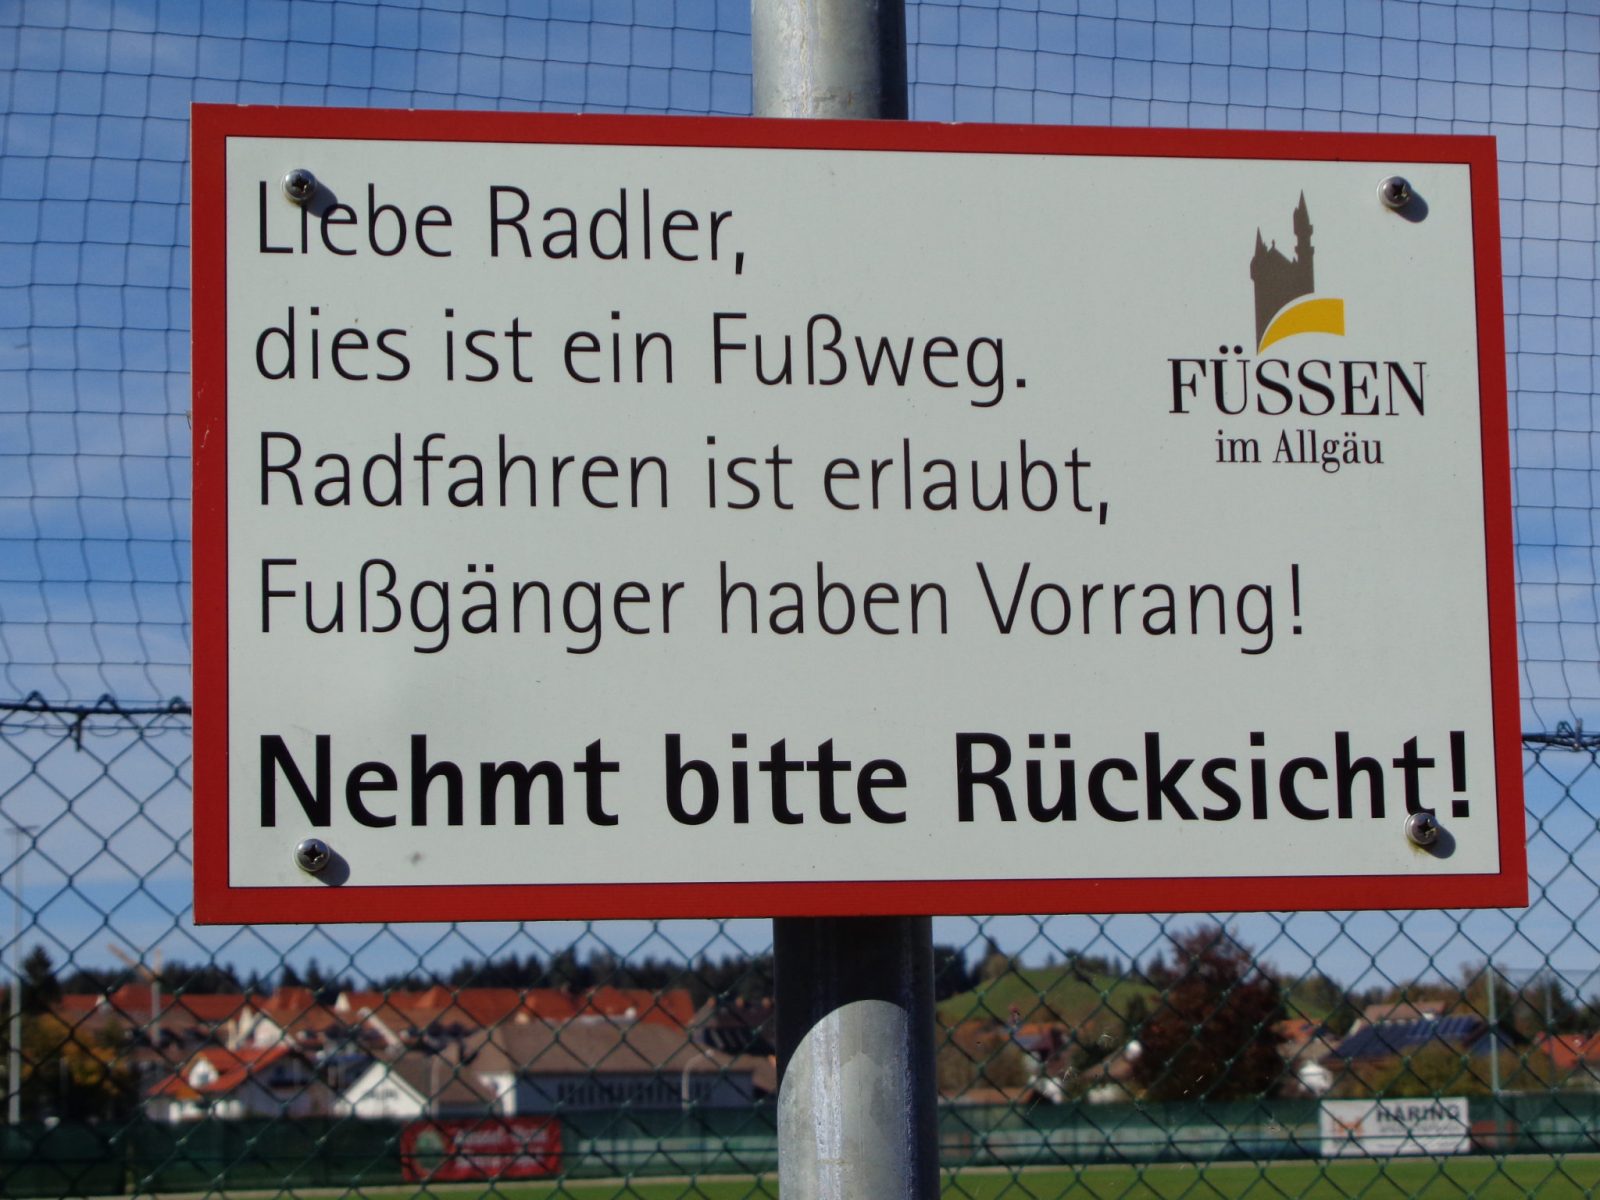 Liebe Radler,
dies ist ein Fußweg.
Radfahren ist erlaubt,
Fußgänger haben Vorrang!
Nehmt bitte Rücksicht!
FÜSSEN
im Allgäu
HARING